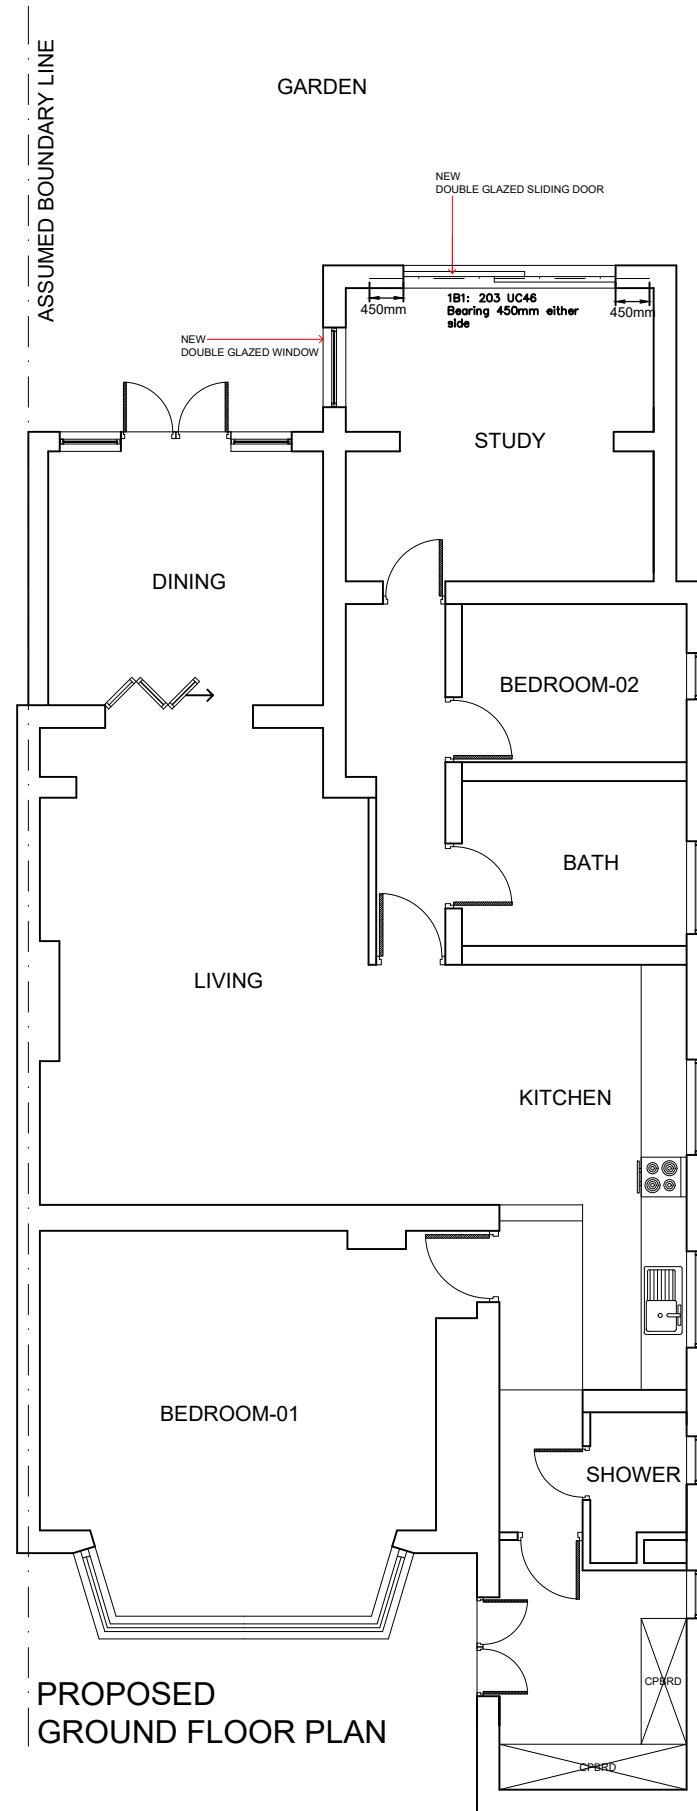 GARDEN
ASSUMED BOUNDARY LINE
NEW
DOUBLE GLAZED SLIDING DOOR
450mm
1B1: 203 UC46
Bearing 450mm either
side
450mm
NEW
DOUBLE GLAZED WINDOW
STUDY
DINING
BEDROOM-02
BATH
LIVING
KITCHEN
BEDROOM-01
SHOWER
CPBRD
PROPOSED
GROUND FLOOR PLAN
CPBRD